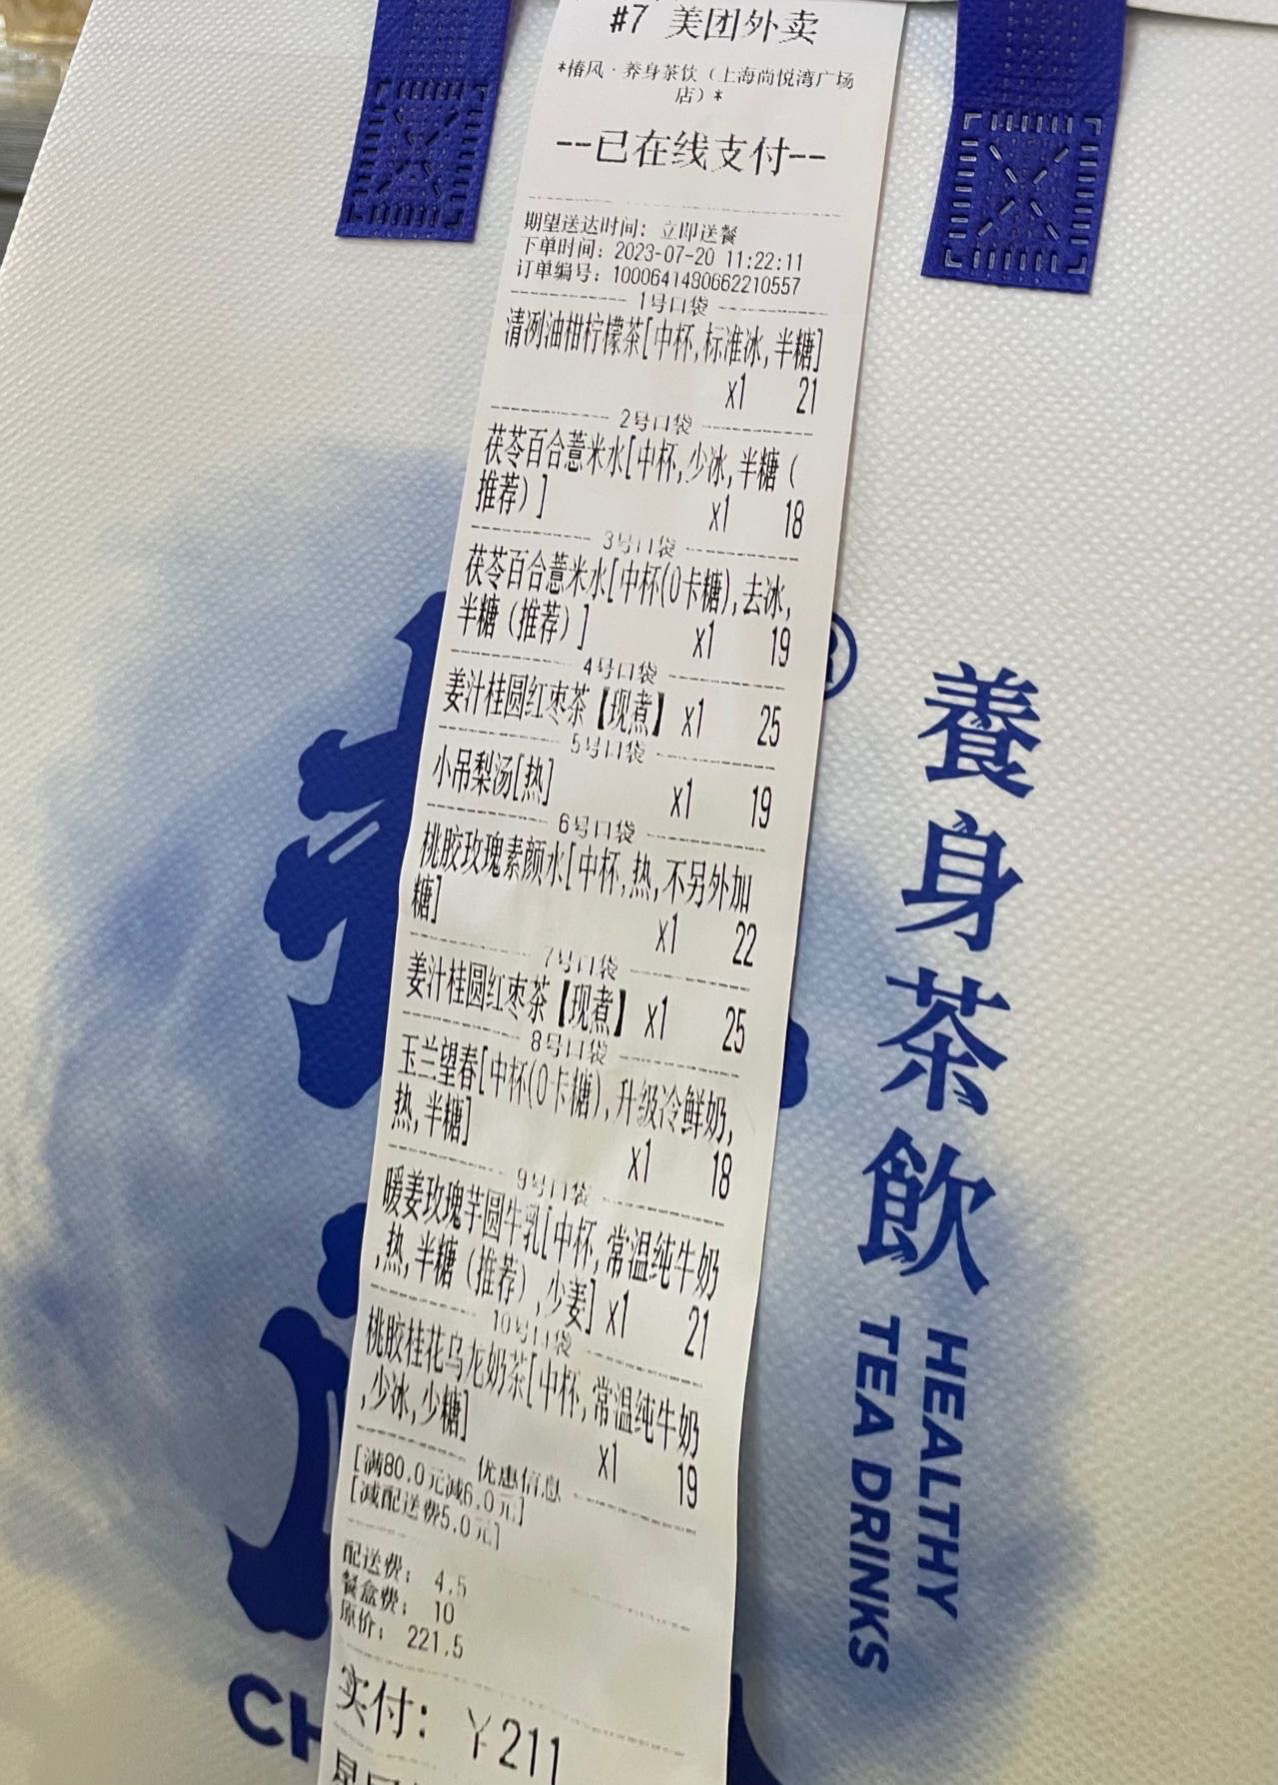 #7 美团外卖
*椿风·养身茶饮（上海尚悦湾广场
店）*
--已在线支付--
期望送达时间：立即送餐
下单时间：2023-07-20 11:22:11
订单编号：1000641480662210557
1号口袋
清冽油柑柠檬茶[中杯,标准冰,半糖]
x1 21
2号口袋
茯苓百合薏米水[中杯,少冰,半糖（
推荐）] x1 18
3号口袋
茯苓百合薏米水[中杯(0卡糖),去冰,
半糖（推荐）] x1 19
4号口袋
姜汁桂圆红枣茶【现煮】 x1 25
5号口袋
小吊梨汤[热] x1 19
6号口袋
桃胶玫瑰素颜水[中杯,热,不另外加
糖] x1 22
7号口袋
姜汁桂圆红枣茶【现煮】 x1 25
8号口袋
玉兰望春[中杯(0卡糖),升级冷鲜奶,
热,半糖] x1 18
9号口袋
暖姜玫瑰芋圆牛乳[中杯,常温纯牛奶
,热,半糖（推荐）,少姜] x1 21
10号口袋
桃胶桂花乌龙奶茶[中杯,常温纯牛奶
,少冰,少糖] x1 19
优惠信息
[满80.0元减6.0元]
[减配送费5.0元]
配送费： 4.5
餐盒费： 10
原价： 221.5
实付：￥211
養身茶飲
HEALTHY
TEA DRINKS
CH
®